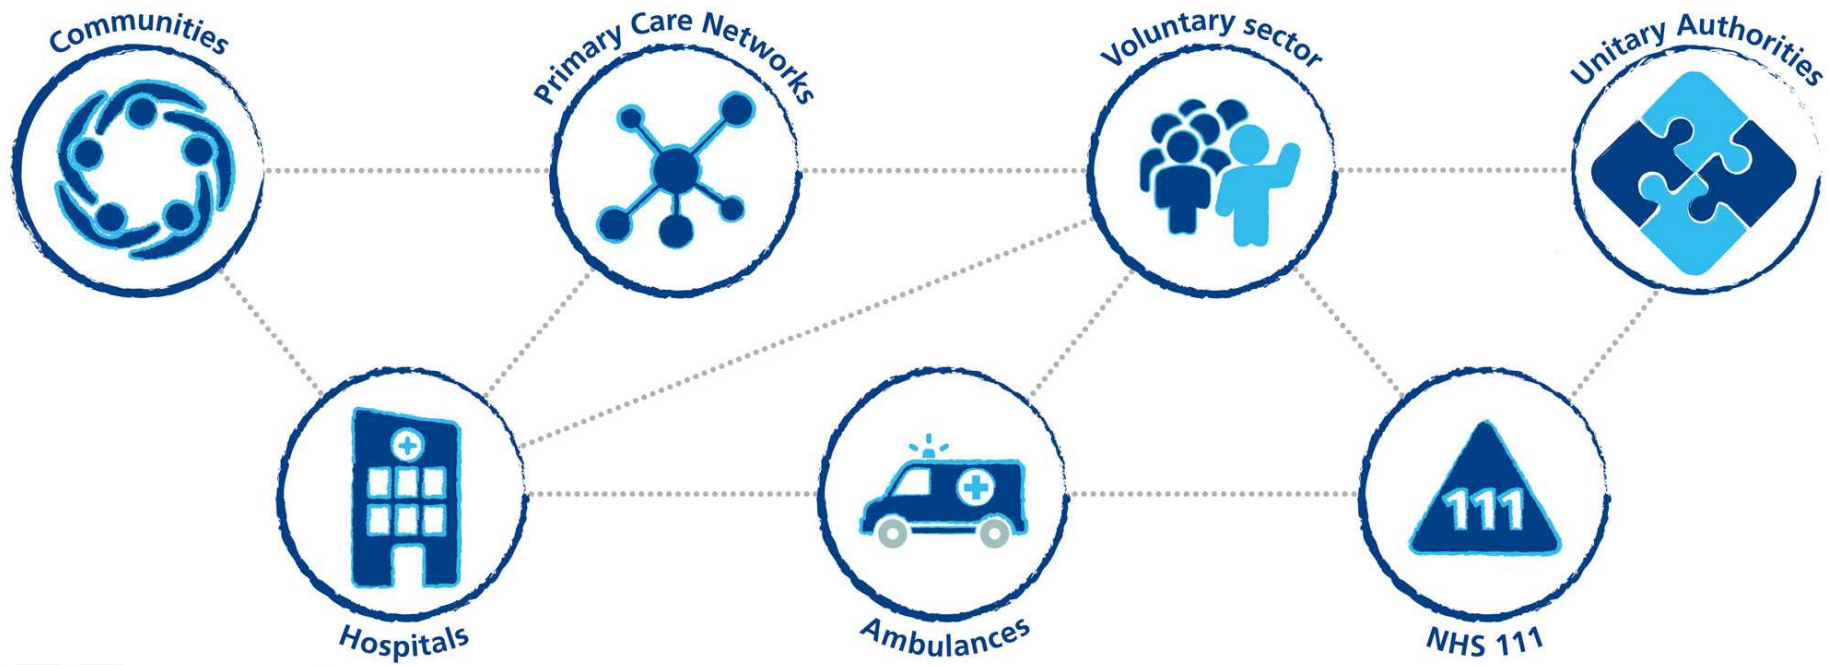 Communities
Primary Care Networks
Voluntary sector
Unitary Authorities
111
Hospitals
Ambulances
NHS 111